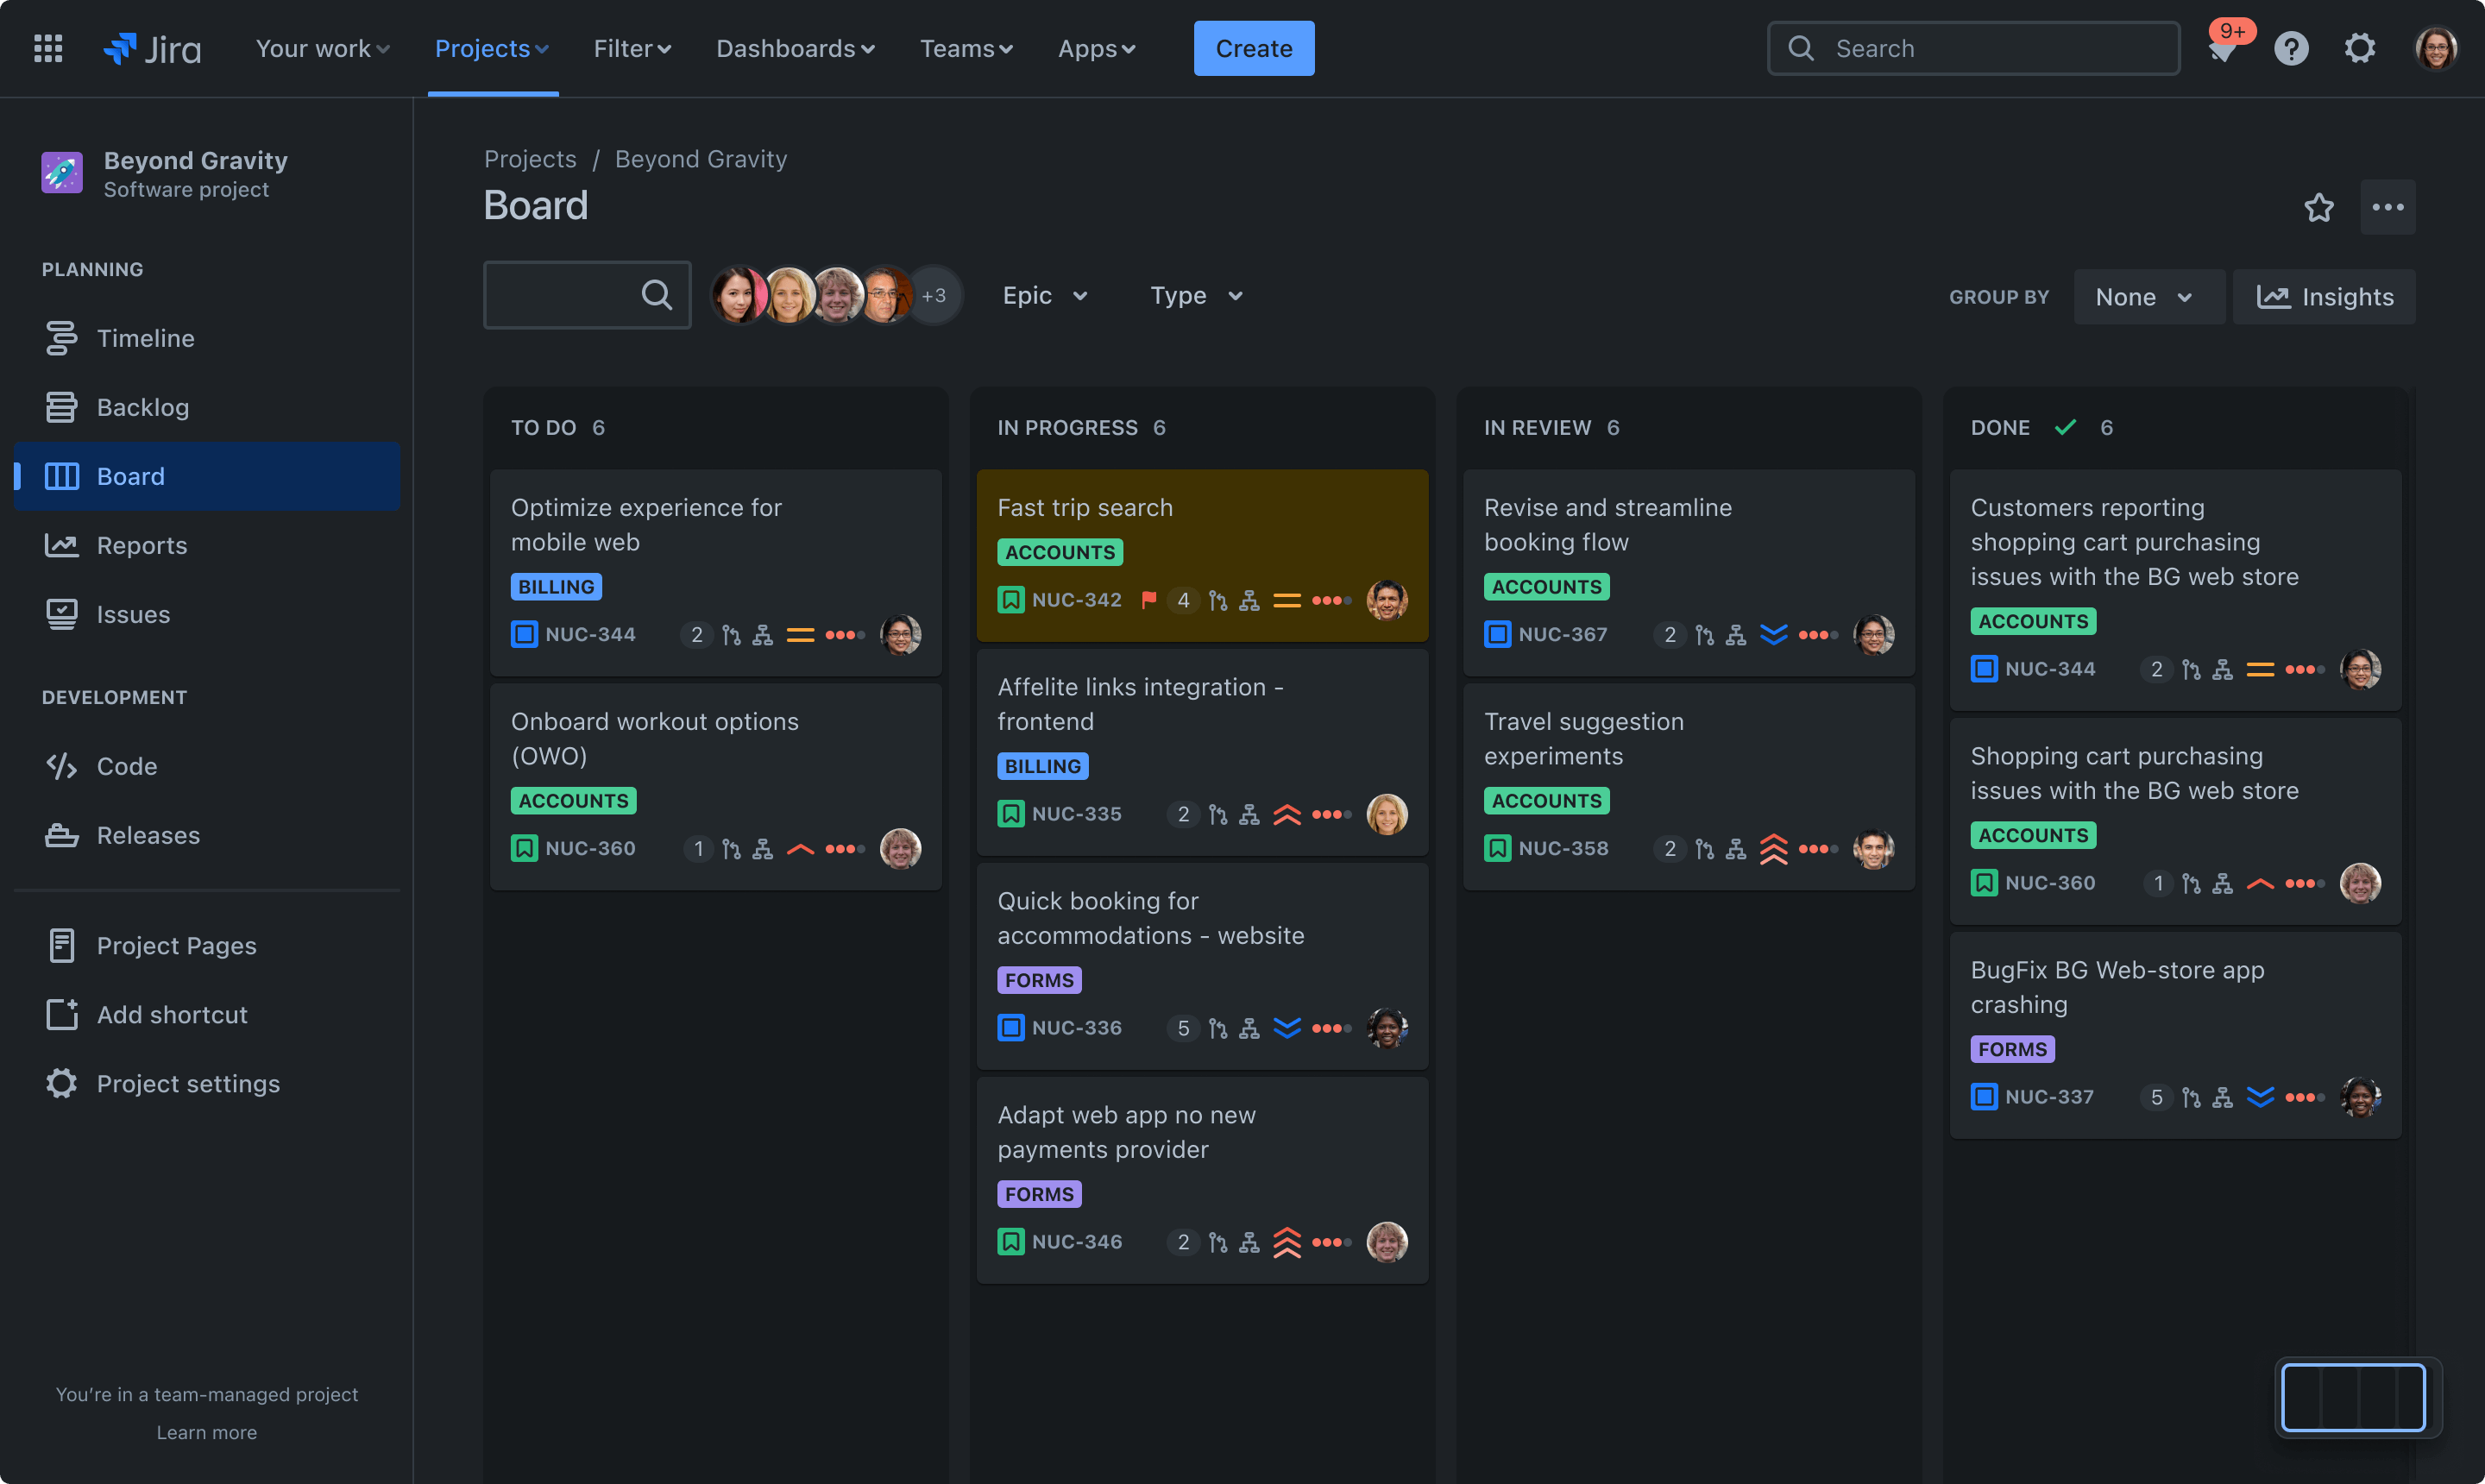 Jira
Your work
Projects
Filter
Dashboards
Teams
Apps
Create
Search
9+
Beyond Gravity
Software project
PLANNING
Timeline
Backlog
Board
Reports
Issues
DEVELOPMENT
Code
Releases
Project Pages
Add shortcut
Project settings
You’re in a team-managed project
Learn more
Projects / Beyond Gravity
Board
+3
Epic
Type
GROUP BY
None
Insights
TO DO 6
Optimize experience for
mobile web
BILLING
NUC-344 2
Onboard workout options
(OWO)
ACCOUNTS
NUC-360 1
IN PROGRESS 6
Fast trip search
ACCOUNTS
NUC-342 4
Affelite links integration -
frontend
BILLING
NUC-335 2
Quick booking for
accommodations - website
FORMS
NUC-336 5
Adapt web app no new
payments provider
FORMS
NUC-346 2
IN REVIEW 6
Revise and streamline
booking flow
ACCOUNTS
NUC-367 2
Travel suggestion
experiments
ACCOUNTS
NUC-358 2
DONE 6
Customers reporting
shopping cart purchasing
issues with the BG web store
ACCOUNTS
NUC-344 2
Shopping cart purchasing
issues with the BG web store
ACCOUNTS
NUC-360 1
BugFix BG Web-store app
crashing
FORMS
NUC-337 5